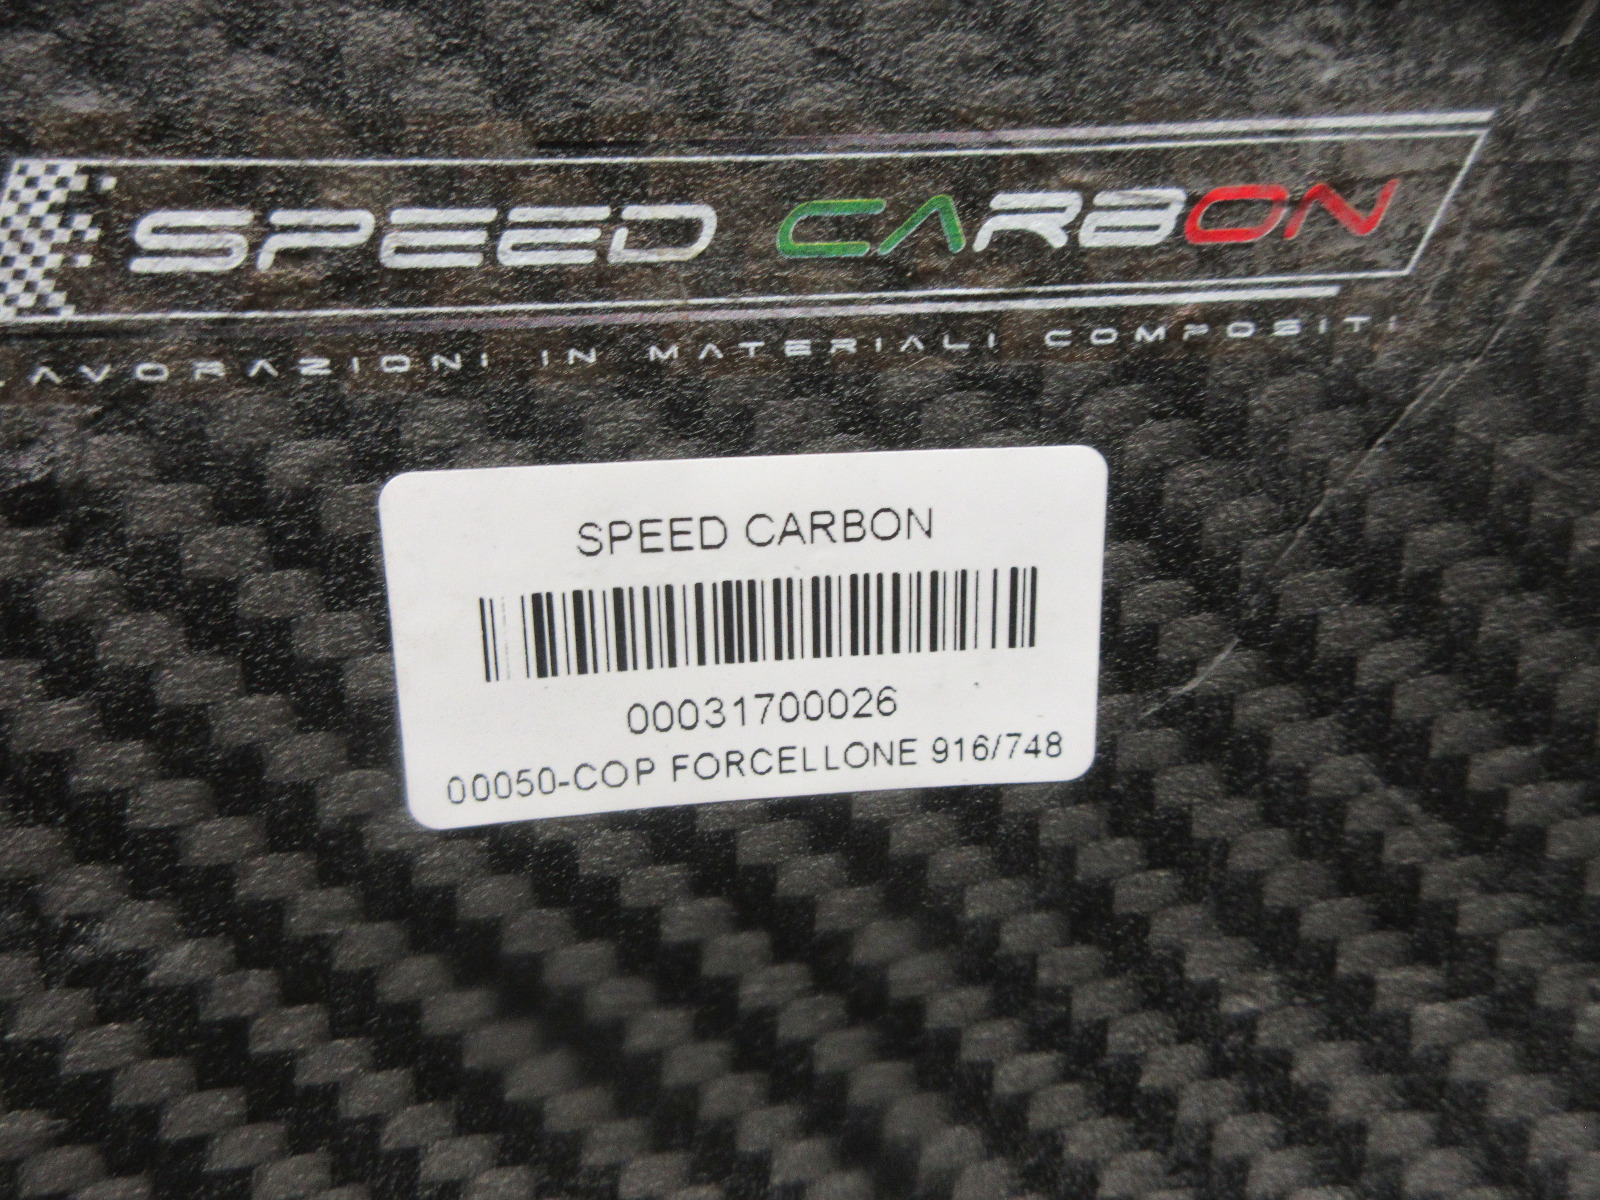 SPEED CARBON
LAVORAZIONI IN MATERIALI COMPOSITI
SPEED CARBON
00031700026
00050-COP FORCELLONE 916/748